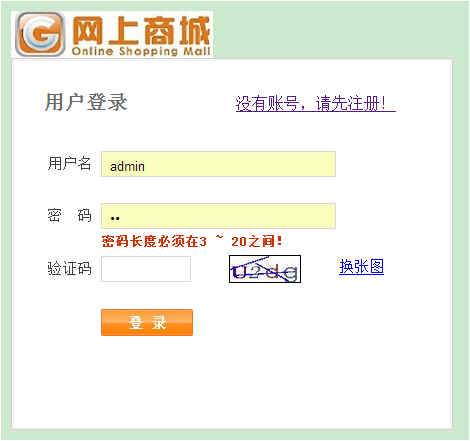 网上商城
Online Shopping Mall
用户登录
没有账号，请先注册！
用户名 admin
密 码 ••
密码长度必须在3 ~ 20之间!
验证码 U2dg 换张图
登 录